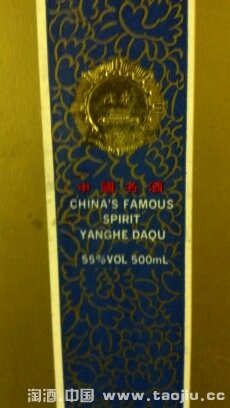 中國名酒
CHINA'S FAMOUS
SPIRIT
YANGHE DAQU
55%VOL 500mL
淘酒.中国 www.taojiu.cc